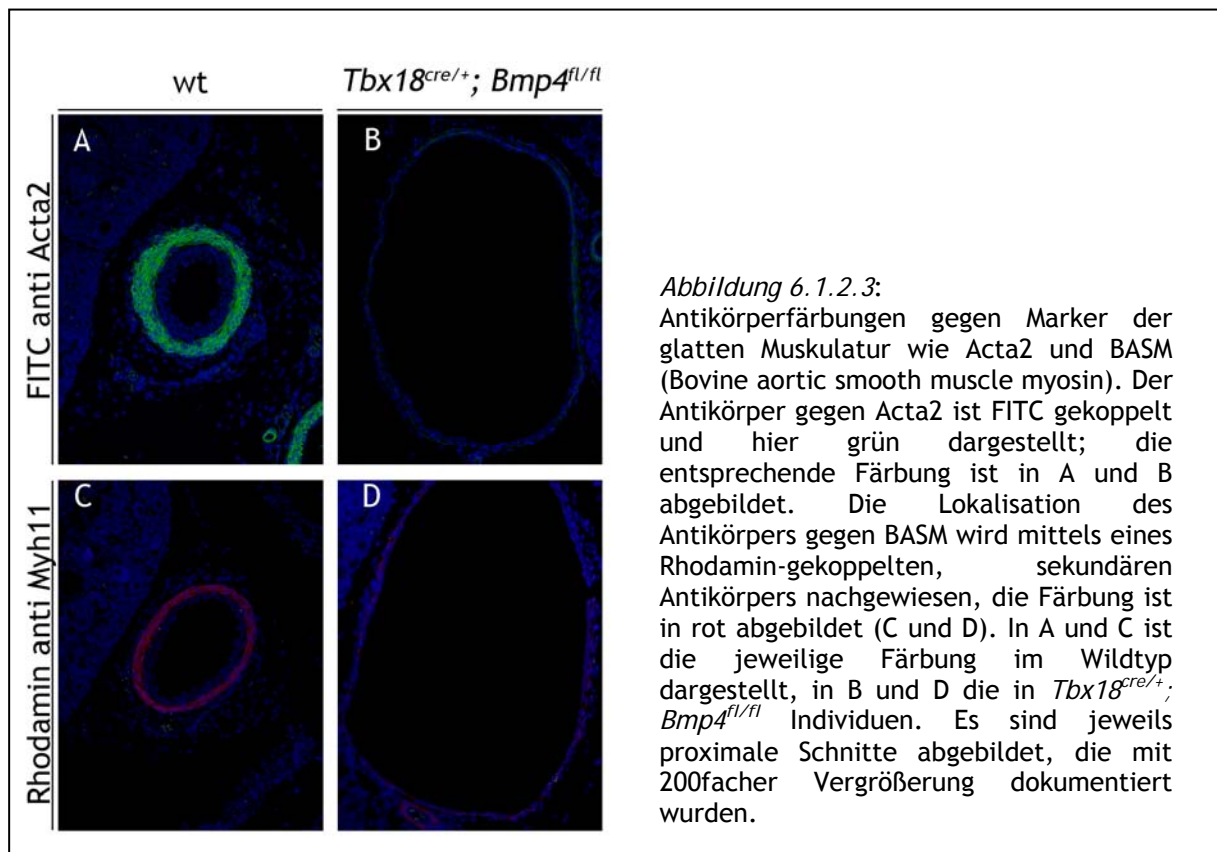 wt
Tbx18cre/+; Bmp4fl/fl
FITC anti Acta2
A
B
Rhodamin anti Myh11
C
D
Abbildung 6.1.2.3:
Antikörperfärbungen gegen Marker der
glatten Muskulatur wie Acta2 und BASM
(Bovine aortic smooth muscle myosin). Der
Antikörper gegen Acta2 ist FITC gekoppelt
und hier grün dargestellt; die
entsprechende Färbung ist in A und B
abgebildet. Die Lokalisation des
Antikörpers gegen BASM wird mittels eines
Rhodamin-gekoppelten, sekundären
Antikörpers nachgewiesen, die Färbung ist
in rot abgebildet (C und D). In A und C ist
die jeweilige Färbung im Wildtyp
dargestellt, in B und D die in Tbx18cre/+;
Bmp4fl/fl Individuen. Es sind jeweils
proximale Schnitte abgebildet, die mit
200facher Vergrößerung dokumentiert
wurden.